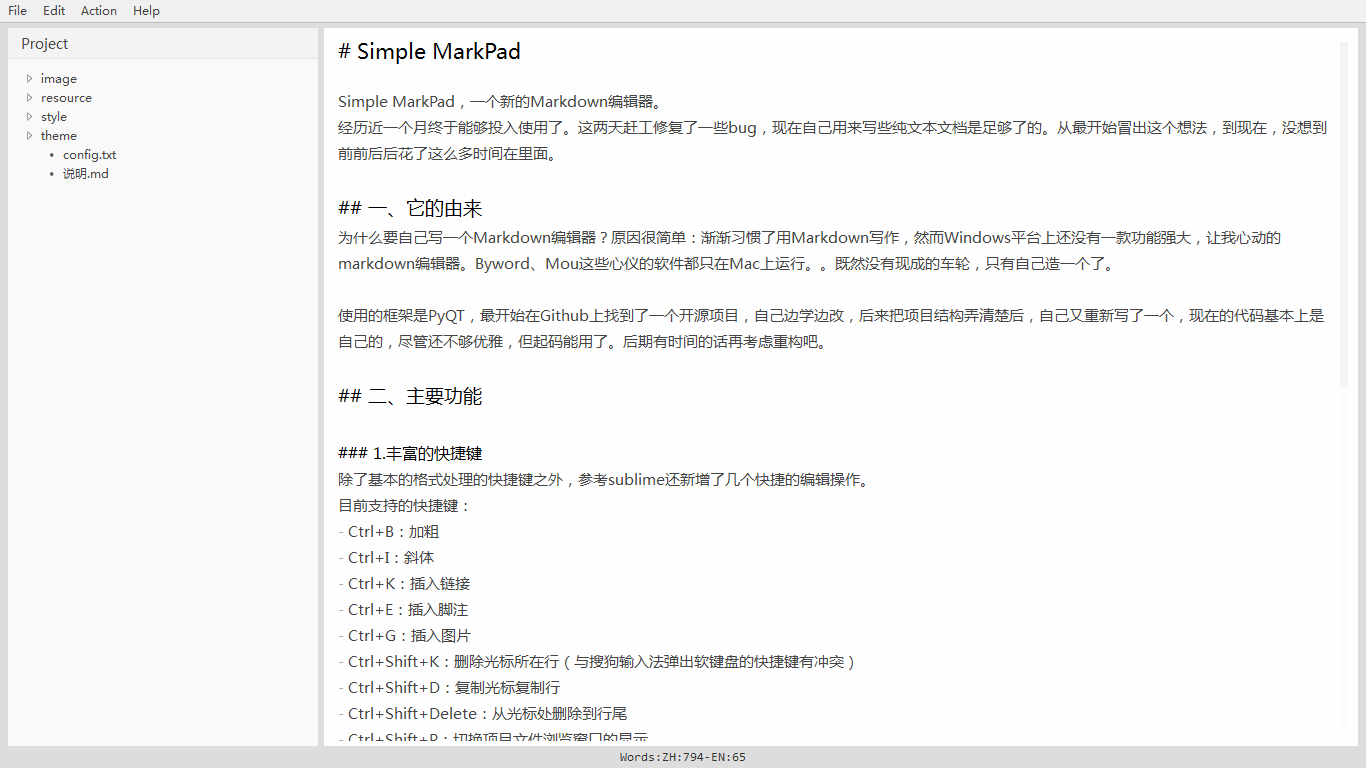 File Edit Action Help
Project
image
resource
style
theme
config.txt
说明.md
# Simple MarkPad
Simple MarkPad，一个新的Markdown编辑器。
经历近一个月终于能够投入使用了。这两天赶工修复了一些bug，现在自己用来写些纯文本文档是足够了的。从最开始冒出这个想法，到现在，没想到
前前后后花了这么多时间在里面。
## 一、它的由来
为什么要自己写一个Markdown编辑器？原因很简单：渐渐习惯了用Markdown写作，然而Windows平台上还没有一款功能强大，让我心动的
markdown编辑器。Byword、Mou这些心仪的软件都只在Mac上运行。。既然没有现成的车轮，只有自己造一个了。
使用的框架是PyQT，最开始在Github上找到了一个开源项目，自己边学边改，后来把项目结构弄清楚后，自己又重新写了一个，现在的代码基本上是
自己的，尽管还不够优雅，但起码能用了。后期有时间的话再考虑重构吧。
## 二、主要功能
### 1.丰富的快捷键
除了基本的格式处理的快捷键之外，参考sublime还新增了几个快捷的编辑操作。
目前支持的快捷键：
- Ctrl+B：加粗
- Ctrl+I：斜体
- Ctrl+K：插入链接
- Ctrl+E：插入脚注
- Ctrl+G：插入图片
- Ctrl+Shift+K：删除光标所在行（与搜狗输入法弹出软键盘的快捷键有冲突）
- Ctrl+Shift+D：复制光标复制行
- Ctrl+Shift+Delete：从光标处删除到行尾
- Ctrl+Shift+P：切换项目文件浏览窗口的显示
Words:ZH:794-EN:65